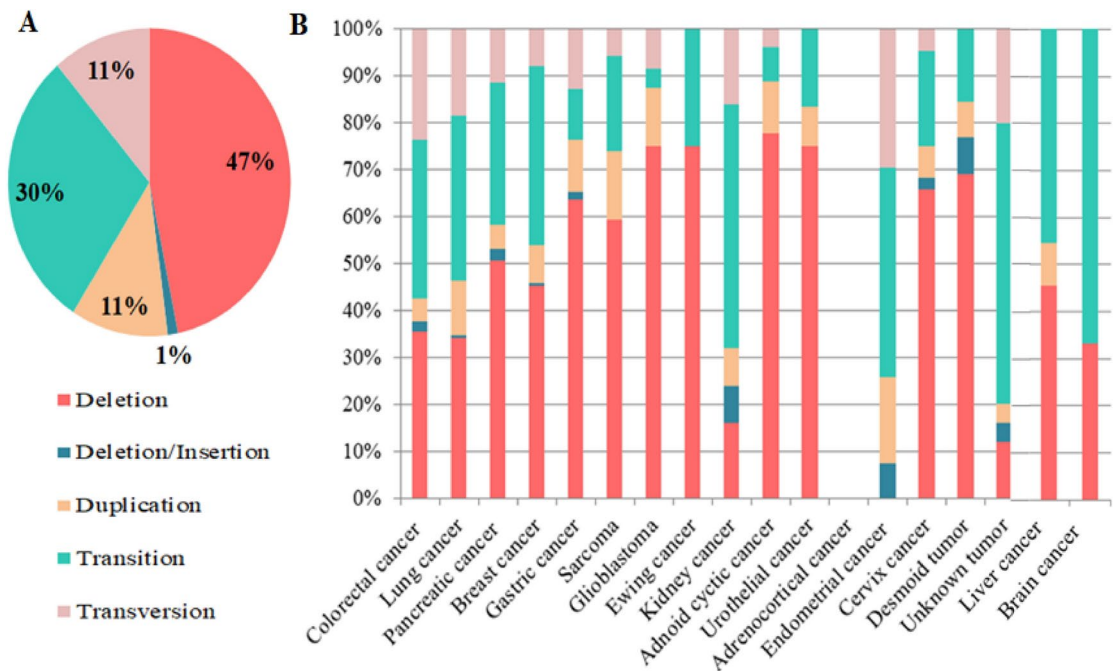 A
11%
47%
30%
11%
1%
Deletion
Deletion/Insertion
Duplication
Transition
Transversion
B
100%
90%
80%
70%
60%
50%
40%
30%
20%
10%
0%
Colorectal cancer
Lung cancer
Pancreatic cancer
Breast cancer
Gastric cancer
Sarcoma
Glioblastoma
Ewing cancer
Kidney cancer
Adnoid cyctic cancer
Urothelial cancer
Adrenocortical cancer
Endometrial cancer
Cervix cancer
Desmoid tumor
Unknown tumor
Liver cancer
Brain cancer